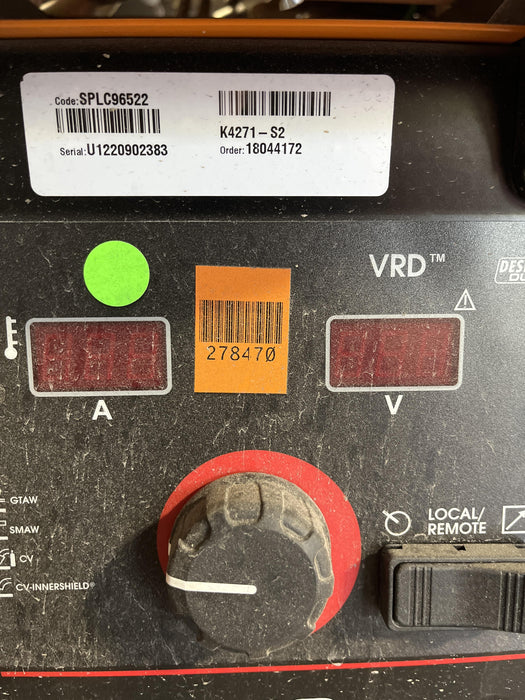 Code: SPLC96522
K4271-S2
Serial: U1220902383
Order: 18044172
VRD™
278470
A
V
GTAW
SMAW
CV
CV-INNERSHIELD®
LOCAL/
REMOTE